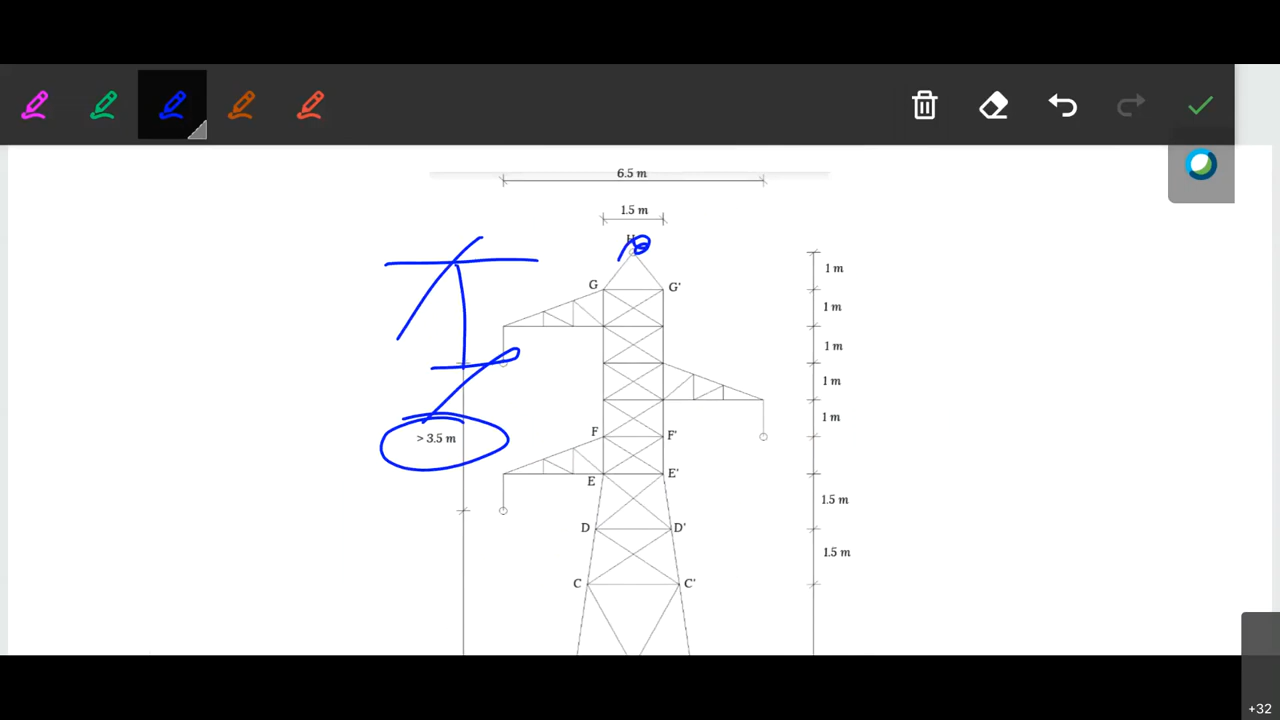 6.5 m
1.5 m
H
G G'
1 m
1 m
1 m
1 m
1 m
F F'
> 3.5 m
E E'
1.5 m
D D'
1.5 m
C C'
+32